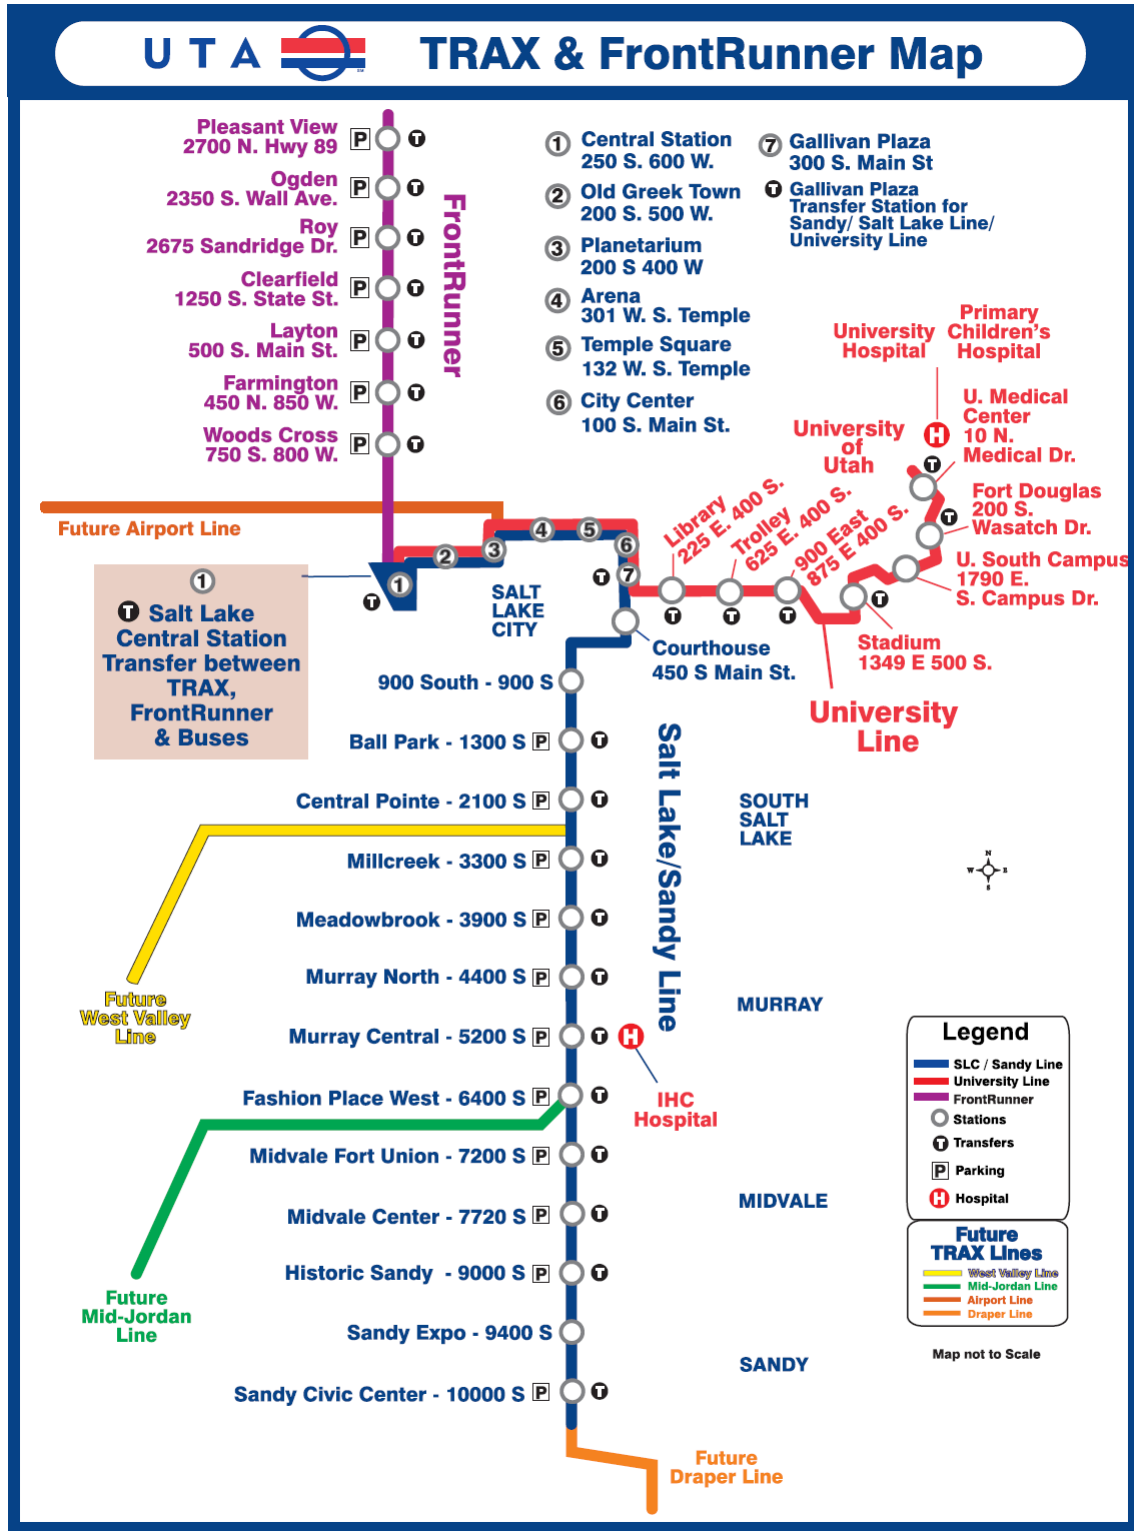 UTA
TRAX & FrontRunner Map
Pleasant View
2700 N. Hwy 89
P
T
Ogden
2350 S. Wall Ave.
P
T
Roy
2675 Sandridge Dr.
P
T
Clearfield
1250 S. State St.
P
T
Layton
500 S. Main St.
P
T
Farmington
450 N. 850 W.
P
T
Woods Cross
750 S. 800 W.
P
T
FrontRunner
1 Central Station
250 S. 600 W.
2 Old Greek Town
200 S. 500 W.
3 Planetarium
200 S 400 W
4 Arena
301 W. S. Temple
5 Temple Square
132 W. S. Temple
6 City Center
100 S. Main St.
7 Gallivan Plaza
300 S. Main St
T Gallivan Plaza
Transfer Station for
Sandy/ Salt Lake Line/
University Line
University
Hospital
Primary
Children's
Hospital
H
U. Medical
Center
10 N.
Medical Dr.
T
University
of
Utah
Fort Douglas
200 S.
Wasatch Dr.
T
U. South Campus
1790 E.
S. Campus Dr.
Stadium
1349 E 500 S.
T
Library
225 E. 400 S.
T
Trolley
625 E. 400 S.
T
900 East
875 E 400 S.
T
University
Line
Future Airport Line
1
2
3
4
5
6
7
T
T
1
T Salt Lake
Central Station
Transfer between
TRAX,
FrontRunner
& Buses
SALT
LAKE
CITY
Courthouse
450 S Main St.
900 South - 900 S
Ball Park - 1300 S P
T
Central Pointe - 2100 S P
T
Millcreek - 3300 S P
T
Meadowbrook - 3900 S P
T
Murray North - 4400 S P
T
Murray Central - 5200 S P
T
H
IHC
Hospital
Fashion Place West - 6400 S P
T
Midvale Fort Union - 7200 S P
T
Midvale Center - 7720 S P
T
Historic Sandy - 9000 S P
T
Sandy Expo - 9400 S
Sandy Civic Center - 10000 S P
T
Salt Lake/Sandy Line
SOUTH
SALT
LAKE
MURRAY
MIDVALE
SANDY
Future
West Valley
Line
Future
Mid-Jordan
Line
Future
Draper Line
N
W
E
S
Legend
SLC / Sandy Line
University Line
FrontRunner
Stations
T Transfers
P Parking
H Hospital
Future
TRAX Lines
West Valley Line
Mid-Jordan Line
Airport Line
Draper Line
Map not to Scale